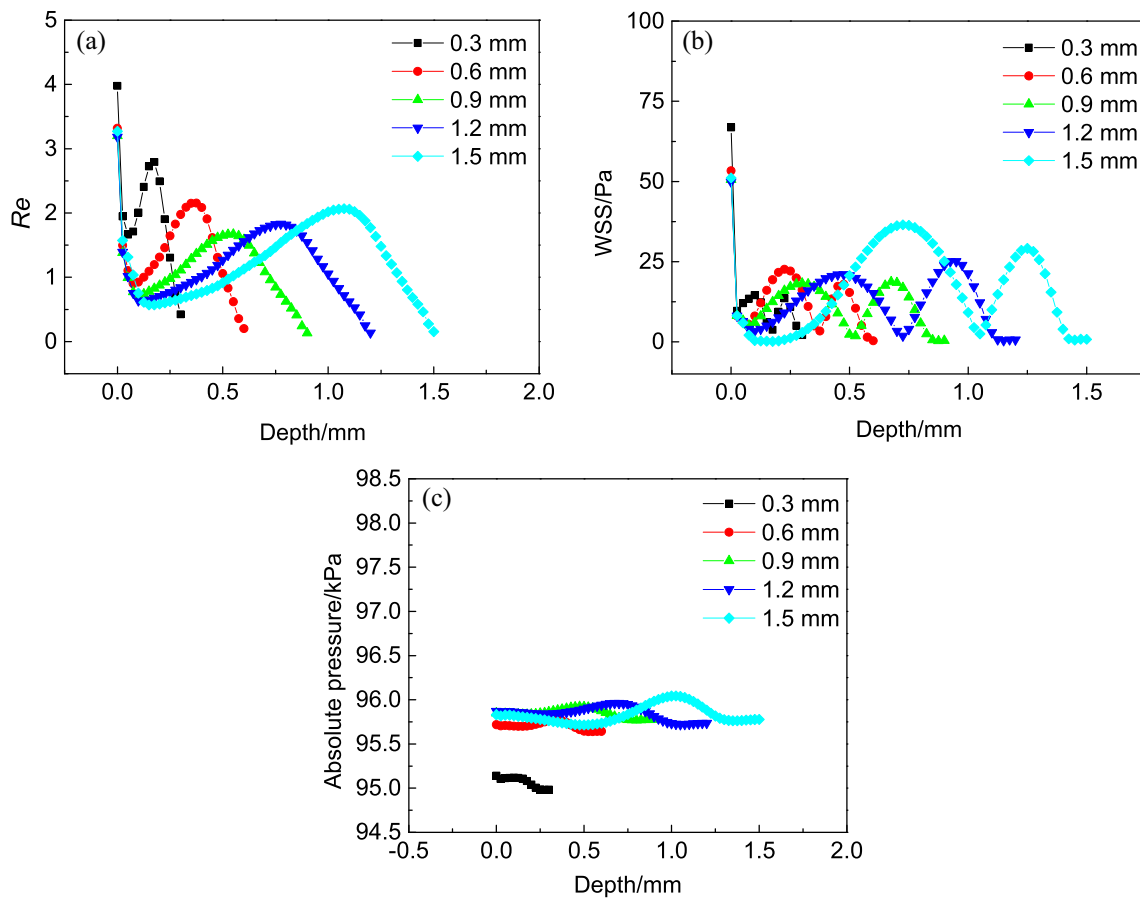 (a)
5
4
3
2
1
0
Re
0.0 0.5 1.0 1.5 2.0
Depth/mm
0.3 mm
0.6 mm
0.9 mm
1.2 mm
1.5 mm
(b)
100
75
50
25
0
WSS/Pa
0.0 0.5 1.0 1.5
Depth/mm
0.3 mm
0.6 mm
0.9 mm
1.2 mm
1.5 mm
(c)
98.5
98.0
97.5
97.0
96.5
96.0
95.5
95.0
94.5
Absolute pressure/kPa
-0.5 0.0 0.5 1.0 1.5 2.0
Depth/mm
0.3 mm
0.6 mm
0.9 mm
1.2 mm
1.5 mm